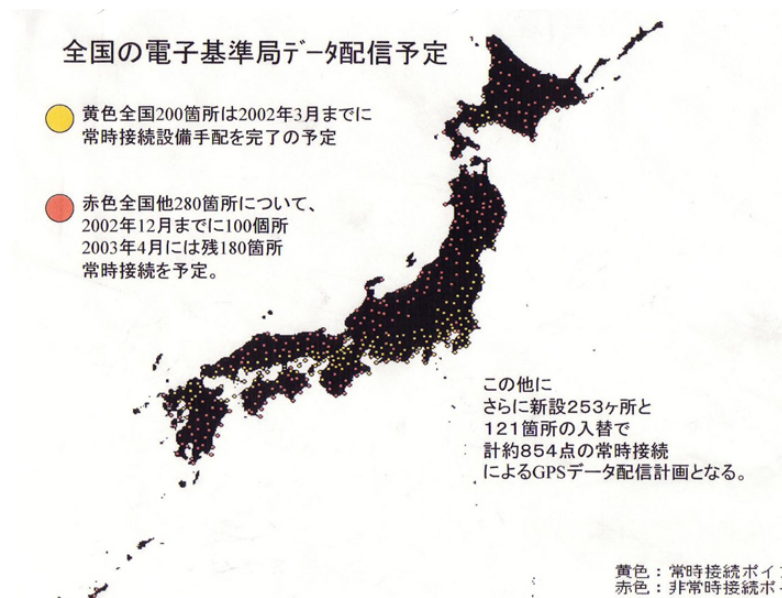 全国の電子基準局ﾃﾞｰﾀ配信予定
黄色全国200箇所は2002年3月までに
常時接続設備手配を完了の予定
赤色全国他280箇所について、
2002年12月までに100個所
2003年4月には残180箇所
常時接続を予定。
この他に
さらに新設253ヶ所と
121箇所の入替で
計約854点の常時接続
によるGPSデータ配信計画となる。
黄色：常時接続ポイ
赤色：非常時接続ポ